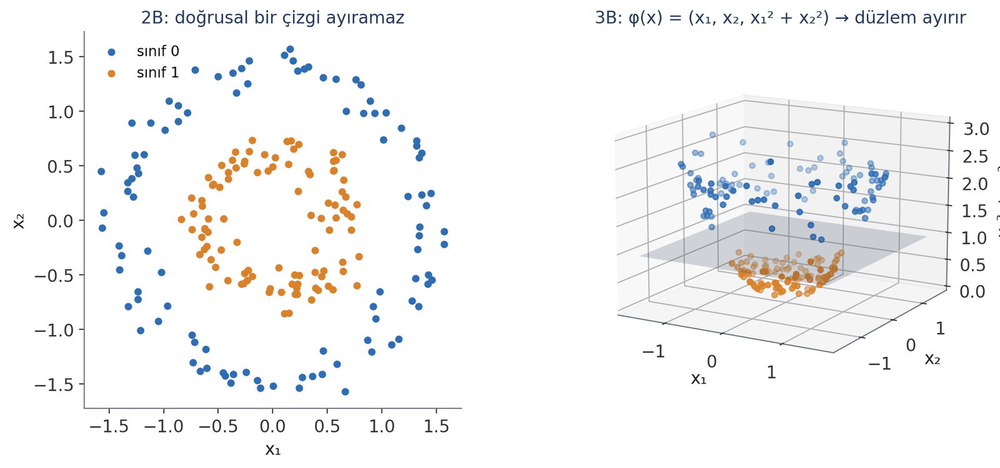 2B: doğrusal bir çizgi ayıramaz
sınıf 0
sınıf 1
1.5
1.0
0.5
0.0
−0.5
−1.0
−1.5
x₂
−1.5 −1.0 −0.5 0.0 0.5 1.0 1.5
x₁
3B: φ(x) = (x₁, x₂, x₁² + x₂²) → düzlem ayırır
3.0
2.5
2.0
1.5
1.0
0.5
0.0
−1
0
1
x₁
−1
0
1
x₂